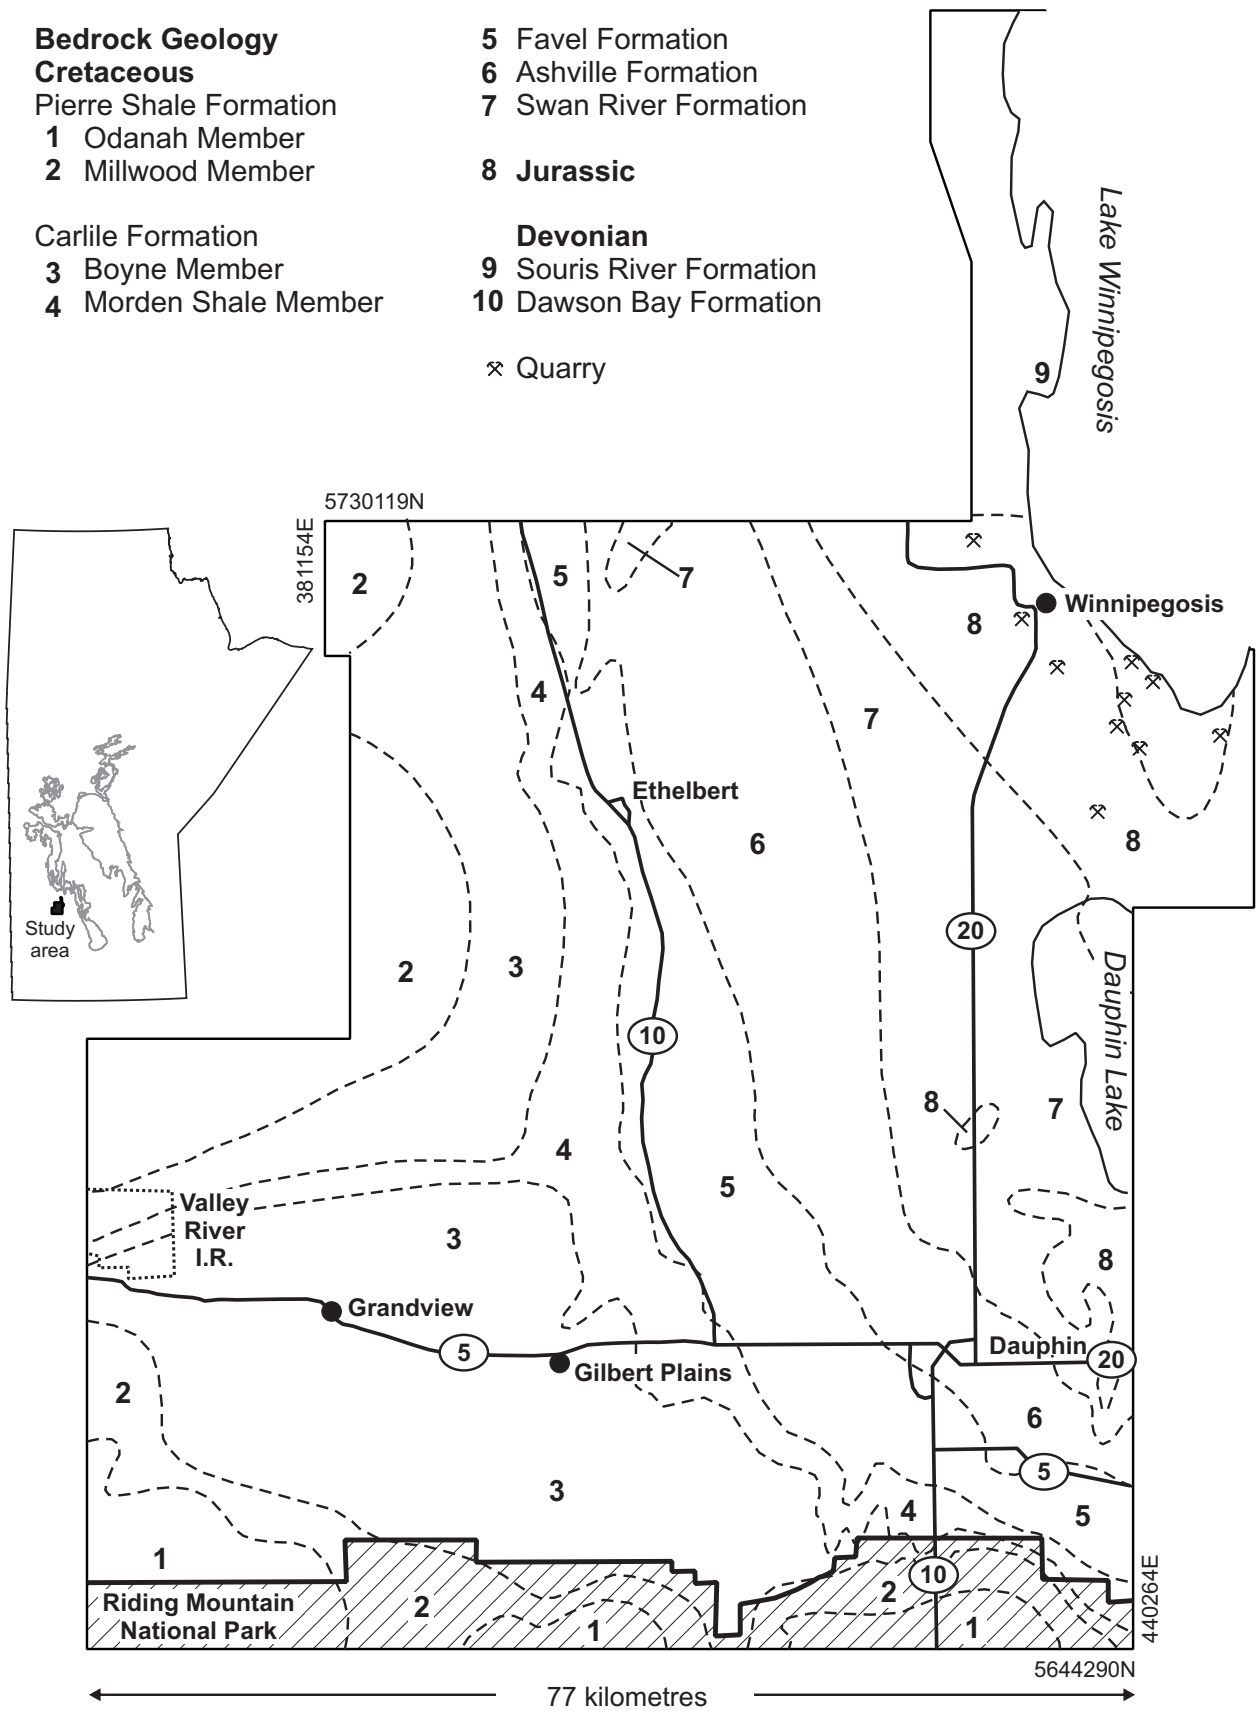 Bedrock Geology
Cretaceous
Pierre Shale Formation
1 Odanah Member
2 Millwood Member
Carlile Formation
3 Boyne Member
4 Morden Shale Member
5 Favel Formation
6 Ashville Formation
7 Swan River Formation
8 Jurassic
Devonian
9 Souris River Formation
10 Dawson Bay Formation
Quarry
Lake Winnipegosis
9
5730119N
381154E
2
5
7
8
Winnipegosis
4
7
Ethelbert
6
8
Study
area
20
2
3
10
Dauphin Lake
8
7
4
5
Valley
River
I.R.
3
8
Grandview
5
Gilbert Plains
Dauphin
20
2
6
5
3
4
5
1
10
2
Riding Mountain
National Park
2
1
1
440264E
5644290N
77 kilometres